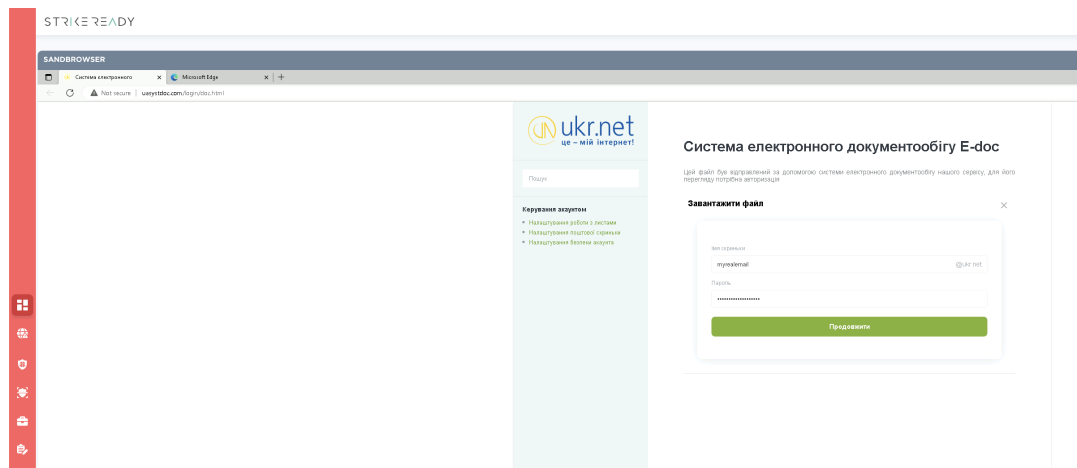 STRIKEREADY
SANDBROWSER
Система електронного
Microsoft Edge
Not secure | uasystdoc.com/login/doc.html
ukr.net
це – мій інтернет!
Пошук
Керування акаунтом
Налаштування роботи з листами
Налаштування поштової скриньки
Налаштування безпеки акаунта
Система електронного документообігу E-doc
Цей файл був відправлений за допомогою системи електронного документообігу нашого сервісу, для його
перегляду потрібна авторизація
Завантажити файл
Імя скриньки
myrealemail
@ukr.net
Пароль
Продовжити